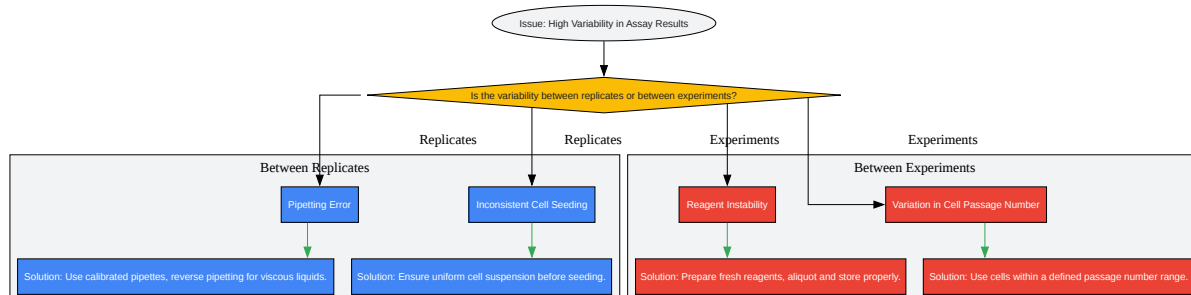 Issue: High Variability in Assay Results
Is the variability between replicates or between experiments?
Replicates
Replicates
Experiments
Experiments
Between Replicates
Between Experiments
Pipetting Error
Inconsistent Cell Seeding
Reagent Instability
Variation in Cell Passage Number
Solution: Use calibrated pipettes, reverse pipetting for viscous liquids.
Solution: Ensure uniform cell suspension before seeding.
Solution: Prepare fresh reagents, aliquot and store properly.
Solution: Use cells within a defined passage number range.